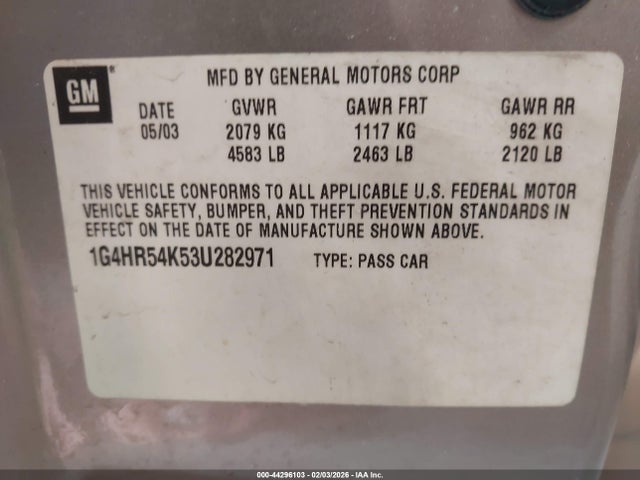 GM®
MFD BY GENERAL MOTORS CORP
DATE GVWR GAWR FRT GAWR RR
05/03 2079 KG 1117 KG 962 KG
4583 LB 2463 LB 2120 LB
THIS VEHICLE CONFORMS TO ALL APPLICABLE U.S. FEDERAL MOTOR
VEHICLE SAFETY, BUMPER, AND THEFT PREVENTION STANDARDS IN
EFFECT ON THE DATE OF MANUFACTURE SHOWN ABOVE.
1G4HR54K53U282971 TYPE: PASS CAR
000-44296103 - 02/03/2026 - IAA Inc.